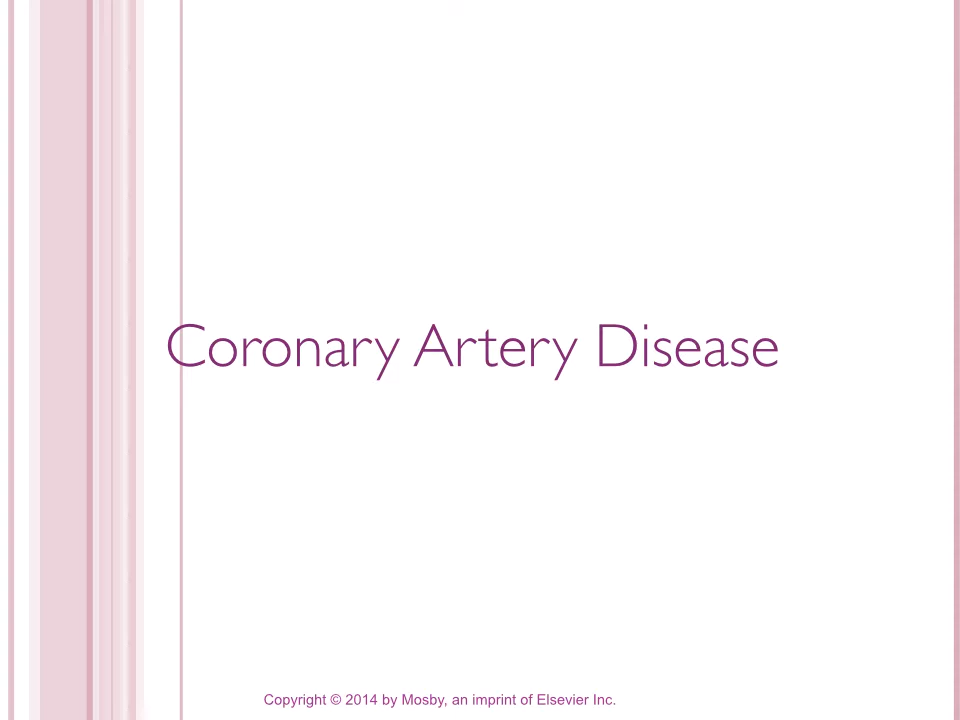 Coronary Artery Disease
Copyright © 2014 by Mosby, an imprint of Elsevier Inc.